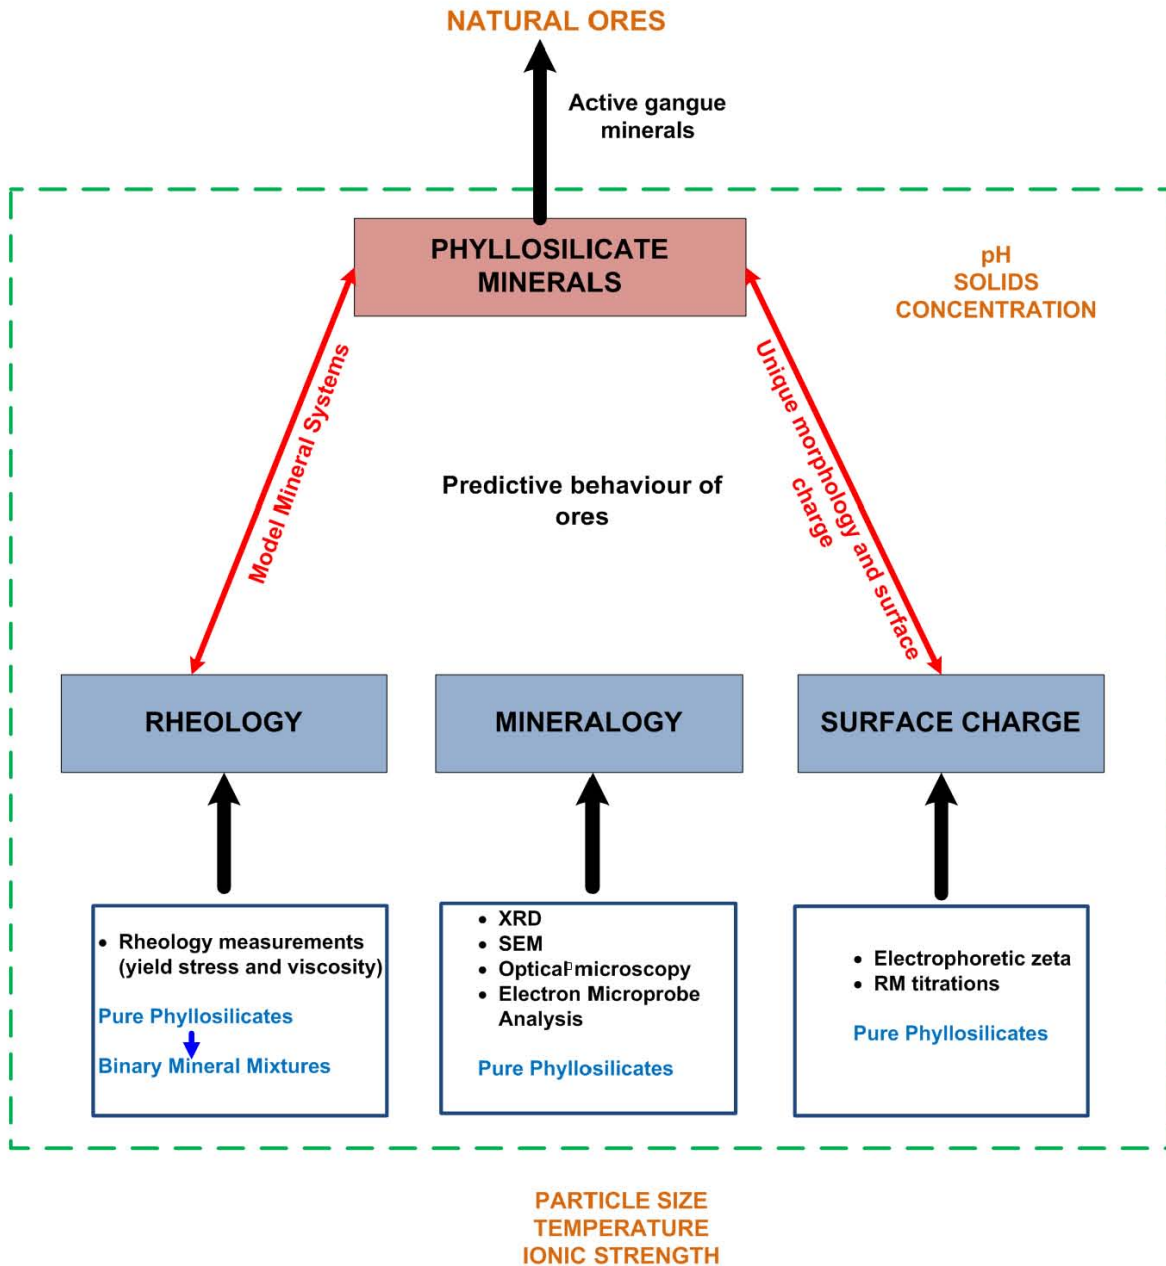 NATURAL ORES
Active gangue
minerals
PHYLLOSILICATE
MINERALS
pH
SOLIDS
CONCENTRATION
Model Mineral Systems
Unique morphology and surface
charge
Predictive behaviour of
ores
RHEOLOGY
MINERALOGY
SURFACE CHARGE
• Rheology measurements
(yield stress and viscosity)
Pure Phyllosilicates
Binary Mineral Mixtures
• XRD
• SEM
• Optical microscopy
• Electron Microprobe
Analysis
Pure Phyllosilicates
• Electrophoretic zeta
• RM titrations
Pure Phyllosilicates
PARTICLE SIZE
TEMPERATURE
IONIC STRENGTH